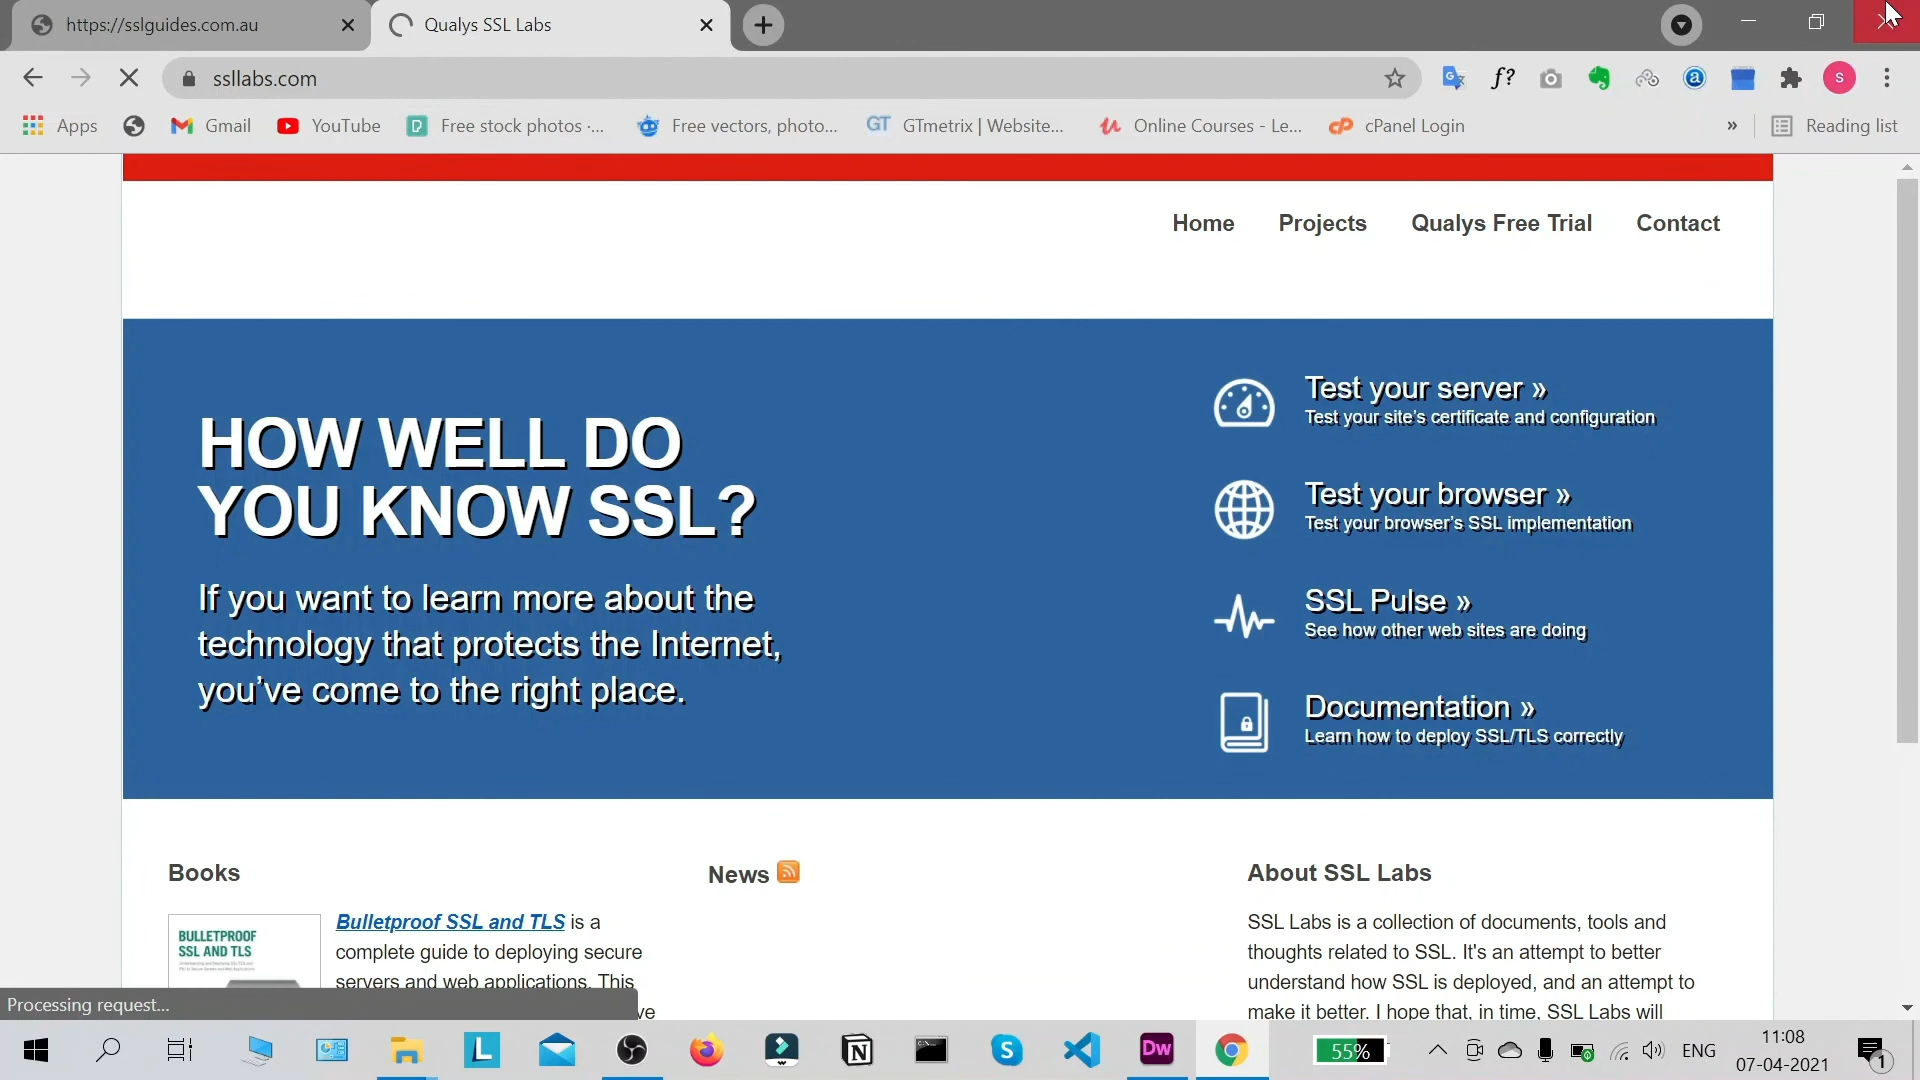 https://sslguides.com.au
Qualys SSL Labs
ssllabs.com
f?
a
S
Apps
Gmail
YouTube
Free stock photos ·...
Free vectors, photo...
GT
GTmetrix | Website...
Online Courses - Le...
cP
cPanel Login
»
Reading list
Home
Projects
Qualys Free Trial
Contact
HOW WELL DO
YOU KNOW SSL?
If you want to learn more about the
technology that protects the Internet,
you've come to the right place.
Test your server »
Test your site's certificate and configuration
Test your browser »
Test your browser's SSL implementation
SSL Pulse »
See how other web sites are doing
Documentation »
Learn how to deploy SSL/TLS correctly
Books
BULLETPROOF
SSL AND TLS
Bulletproof SSL and TLS is a
complete guide to deploying secure
servers and web applications. This
ve
News
About SSL Labs
SSL Labs is a collection of documents, tools and
thoughts related to SSL. It's an attempt to better
understand how SSL is deployed, and an attempt to
make it better. I hope that, in time, SSL Labs will
Processing request...
L
N
S
Dw
55%
ENG
11:08
07-04-2021
1